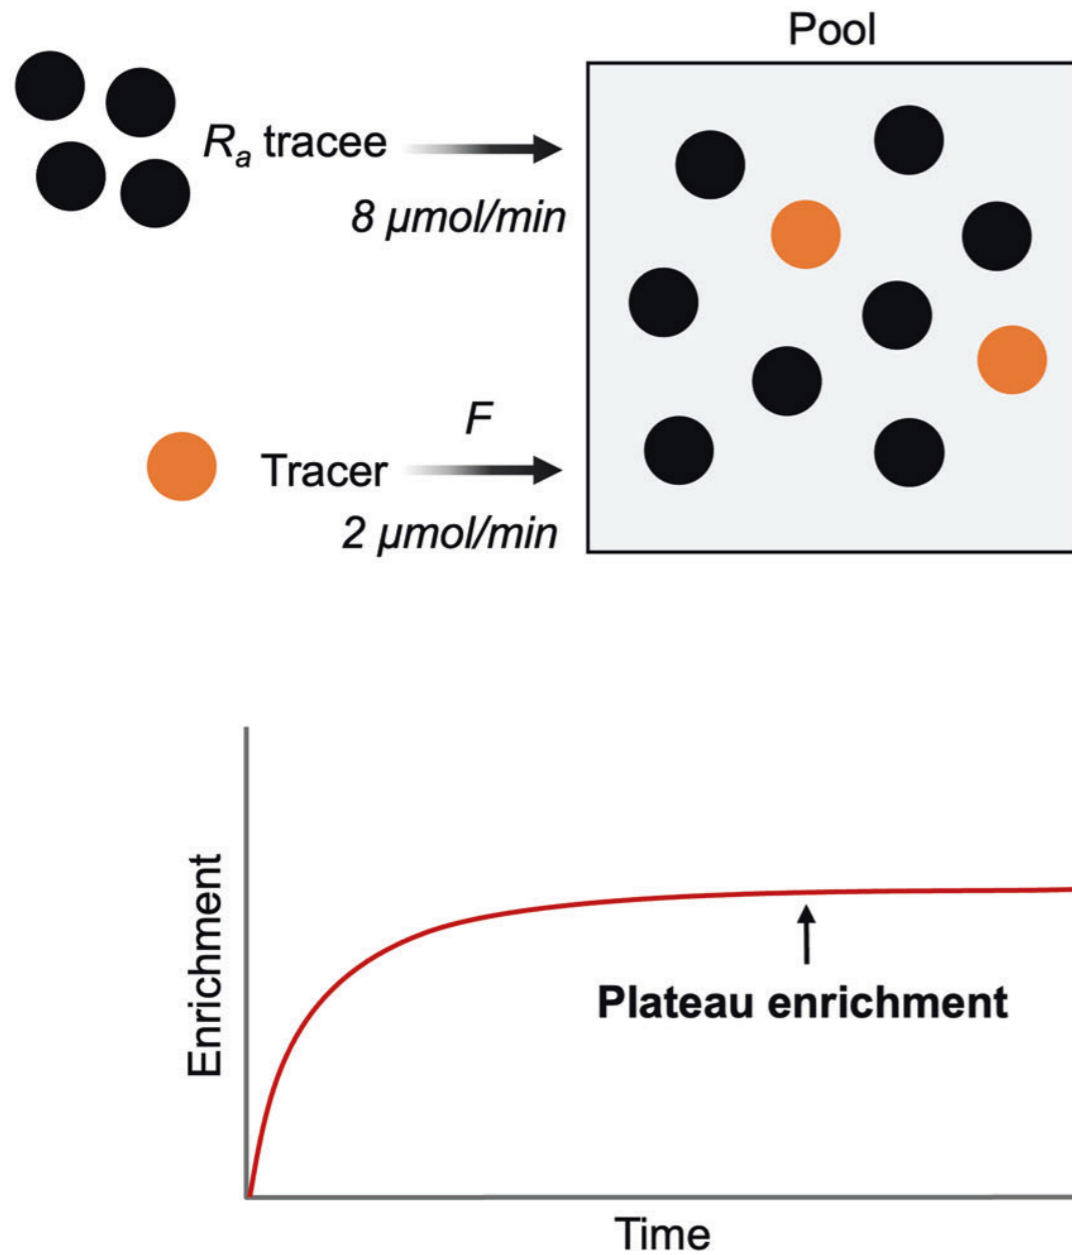 Pool
Ra tracee
8 µmol/min
F
Tracer
2 µmol/min
Enrichment
Plateau enrichment
Time